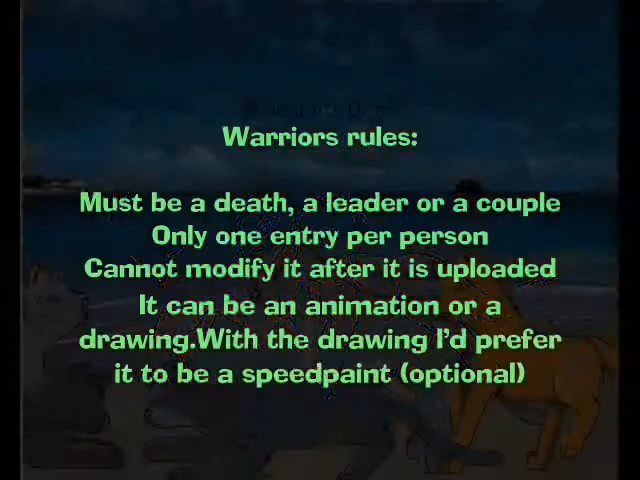 Warriors rules:
Must be a death, a leader or a couple
Only one entry per person
Cannot modify it after it is uploaded
It can be an animation or a
drawing.With the drawing I'd prefer
it to be a speedpaint (optional)